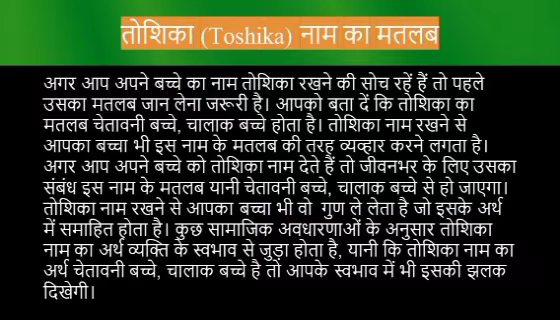 तोशिका (Toshika) नाम का मतलब
अगर आप अपने बच्चे का नाम तोशिका रखने की सोच रहें हैं तो पहले
उसका मतलब जान लेना जरूरी है। आपको बता दें कि तोशिका का
मतलब चेतावनी बच्चे, चालाक बच्चे होता है। तोशिका नाम रखने से
आपका बच्चा भी इस नाम के मतलब की तरह व्यव्हार करने लगता है।
अगर आप अपने बच्चे को तोशिका नाम देते हैं तो जीवनभर के लिए उसका
संबंध इस नाम के मतलब यानी चेतावनी बच्चे, चालाक बच्चे से हो जाएगा।
तोशिका नाम रखने से आपका बच्चा भी वो गुण ले लेता है जो इसके अर्थ
में समाहित होता है। कुछ सामाजिक अवधारणाओं के अनुसार तोशिका
नाम का अर्थ व्यक्ति के स्वभाव से जुड़ा होता है, यानी कि तोशिका नाम का
अर्थ चेतावनी बच्चे, चालाक बच्चे है तो आपके स्वभाव में भी इसकी झलक
दिखेगी।